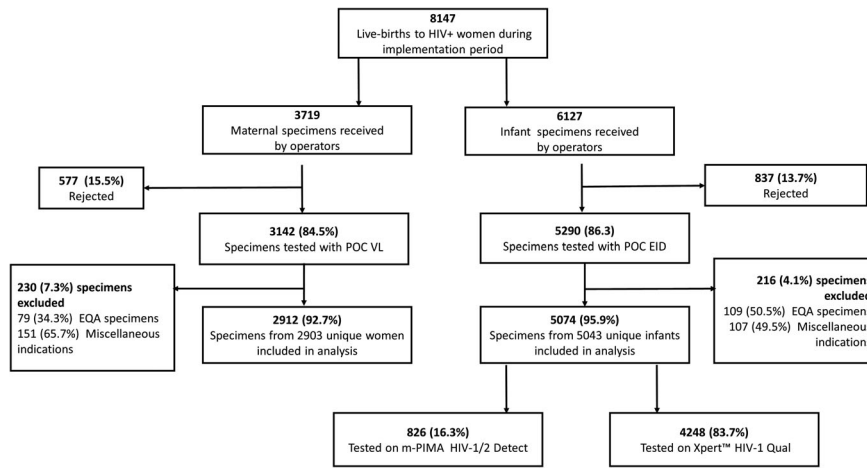 8147
Live-births to HIV+ women during
implementation period
3719
Maternal specimens received
by operators
6127
Infant specimens received
by operators
577 (15.5%)
Rejected
837 (13.7%)
Rejected
3142 (84.5%)
Specimens tested with POC VL
5290 (86.3)
Specimens tested with POC EID
230 (7.3%) specimens
excluded
79 (34.3%) EQA specimens
151 (65.7%) Miscellaneous
indications
216 (4.1%) specimen
excluded
109 (50.5%) EQA specimen
107 (49.5%) Miscellaneou
indication
2912 (92.7%)
Specimens from 2903 unique women
included in analysis
5074 (95.9%)
Specimens from 5043 unique infants
included in analysis
826 (16.3%)
Tested on m-PIMA HIV-1/2 Detect
4248 (83.7%)
Tested on Xpert™ HIV-1 Qual